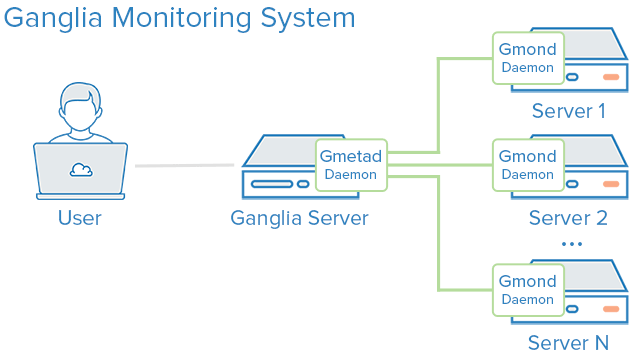 Ganglia Monitoring System
Gmond
Daemon
Server 1
Gmetad
Daemon
Gmond
Daemon
User
Ganglia Server
Server 2
...
Gmond
Daemon
Server N